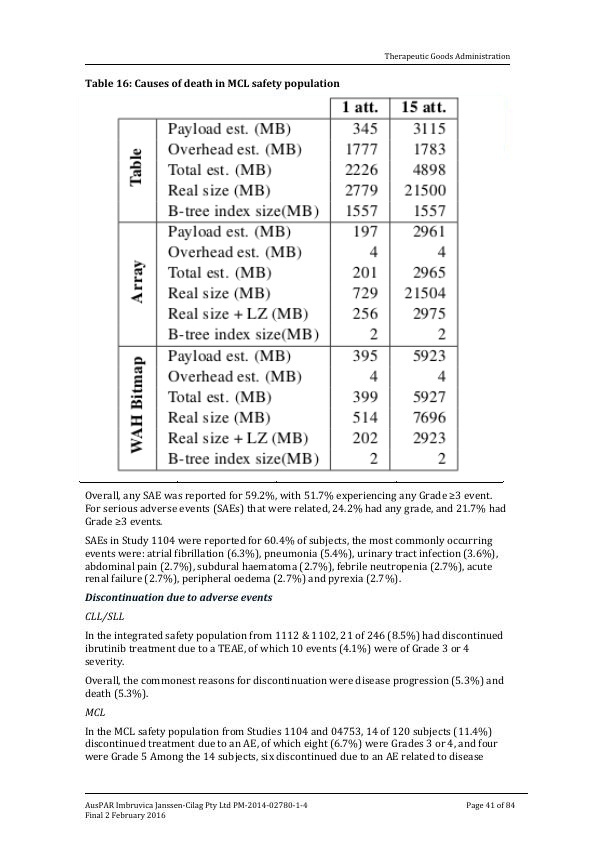 Therapeutic Goods Administration
Table 16: Causes of death in MCL safety population
1 att. 15 att.
Table
Payload est. (MB) 345 3115
Overhead est. (MB) 1777 1783
Total est. (MB) 2226 4898
Real size (MB) 2779 21500
B-tree index size(MB) 1557 1557
Array
Payload est. (MB) 197 2961
Overhead est. (MB) 4 4
Total est. (MB) 201 2965
Real size (MB) 729 21504
Real size + LZ (MB) 256 2975
B-tree index size(MB) 2 2
WAH Bitmap
Payload est. (MB) 395 5923
Overhead est. (MB) 4 4
Total est. (MB) 399 5927
Real size (MB) 514 7696
Real size + LZ (MB) 202 2923
B-tree index size(MB) 2 2
Overall, any SAE was reported for 59.2%, with 51.7% experiencing any Grade ≥3 event.
For serious adverse events (SAEs) that were related, 24.2% had any grade, and 21.7% had
Grade ≥3 events.
SAEs in Study 1104 were reported for 60.4% of subjects, the most commonly occurring
events were: atrial fibrillation (6.3%), pneumonia (5.4%), urinary tract infection (3.6%),
abdominal pain (2.7%), subdural haematoma (2.7%), febrile neutropenia (2.7%), acute
renal failure (2.7%), peripheral oedema (2.7%) and pyrexia (2.7%).
Discontinuation due to adverse events
CLL/SLL
In the integrated safety population from 1112 & 1102, 21 of 246 (8.5%) had discontinued
ibrutinib treatment due to a TEAE, of which 10 events (4.1%) were of Grade 3 or 4
severity.
Overall, the commonest reasons for discontinuation were disease progression (5.3%) and
death (5.3%).
MCL
In the MCL safety population from Studies 1104 and 04753, 14 of 120 subjects (11.4%)
discontinued treatment due to an AE, of which eight (6.7%) were Grades 3 or 4, and four
were Grade 5 Among the 14 subjects, six discontinued due to an AE related to disease
AusPAR Imbruvica Janssen-Cilag Pty Ltd PM-2014-02780-1-4 Page 41 of 84
Final 2 February 2016